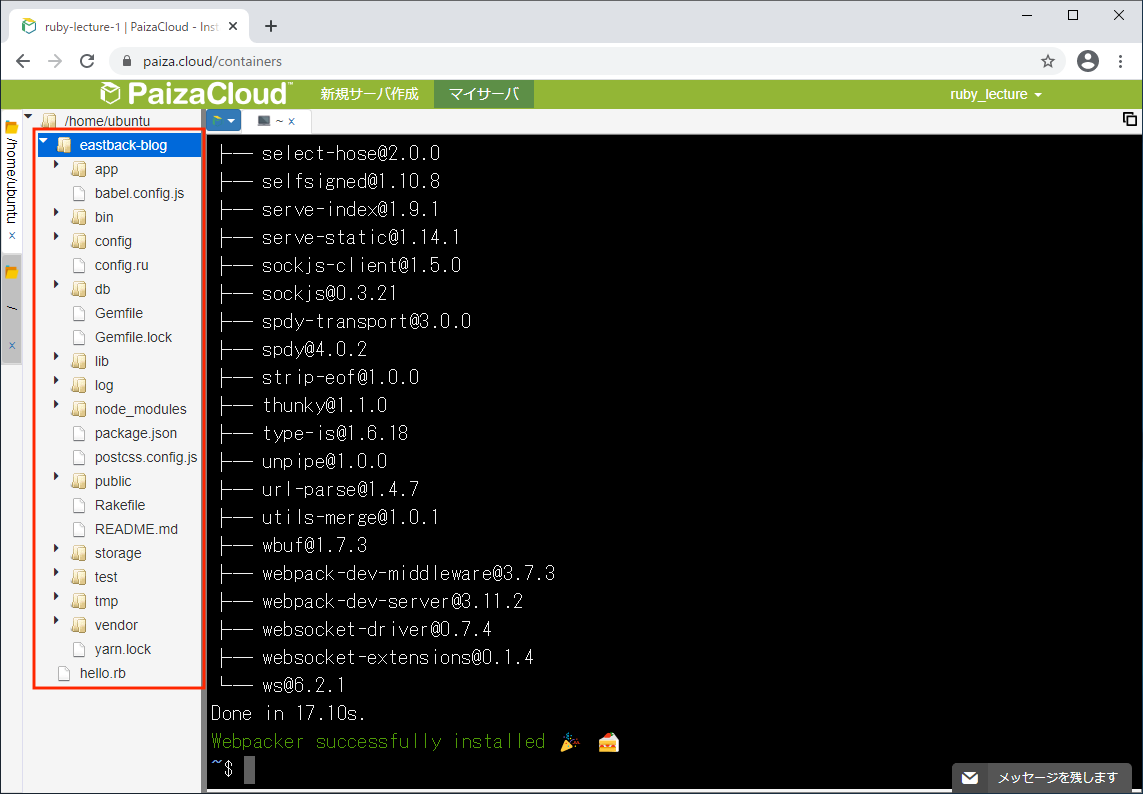 ruby-lecture-1 | PaizaCloud - Inst
paiza.cloud/containers
PaizaCloud™ 新規サーバ作成 マイサーバ ruby_lecture
/home/ubuntu
/
/home/ubuntu
eastback-blog
app
babel.config.js
bin
config
config.ru
db
Gemfile
Gemfile.lock
lib
log
node_modules
package.json
postcss.config.js
public
Rakefile
README.md
storage
test
tmp
vendor
yarn.lock
hello.rb
~ x
├── select-hose@2.0.0
├── selfsigned@1.10.8
├── serve-index@1.9.1
├── serve-static@1.14.1
├── sockjs-client@1.5.0
├── sockjs@0.3.21
├── spdy-transport@3.0.0
├── spdy@4.0.2
├── strip-eof@1.0.0
├── thunky@1.1.0
├── type-is@1.6.18
├── unpipe@1.0.0
├── url-parse@1.4.7
├── utils-merge@1.0.1
├── wbuf@1.7.3
├── webpack-dev-middleware@3.7.3
├── webpack-dev-server@3.11.2
├── websocket-driver@0.7.4
├── websocket-extensions@0.1.4
└── ws@6.2.1
Done in 17.10s.
Webpacker successfully installed 🎉 🍰
~$
メッセージを残します